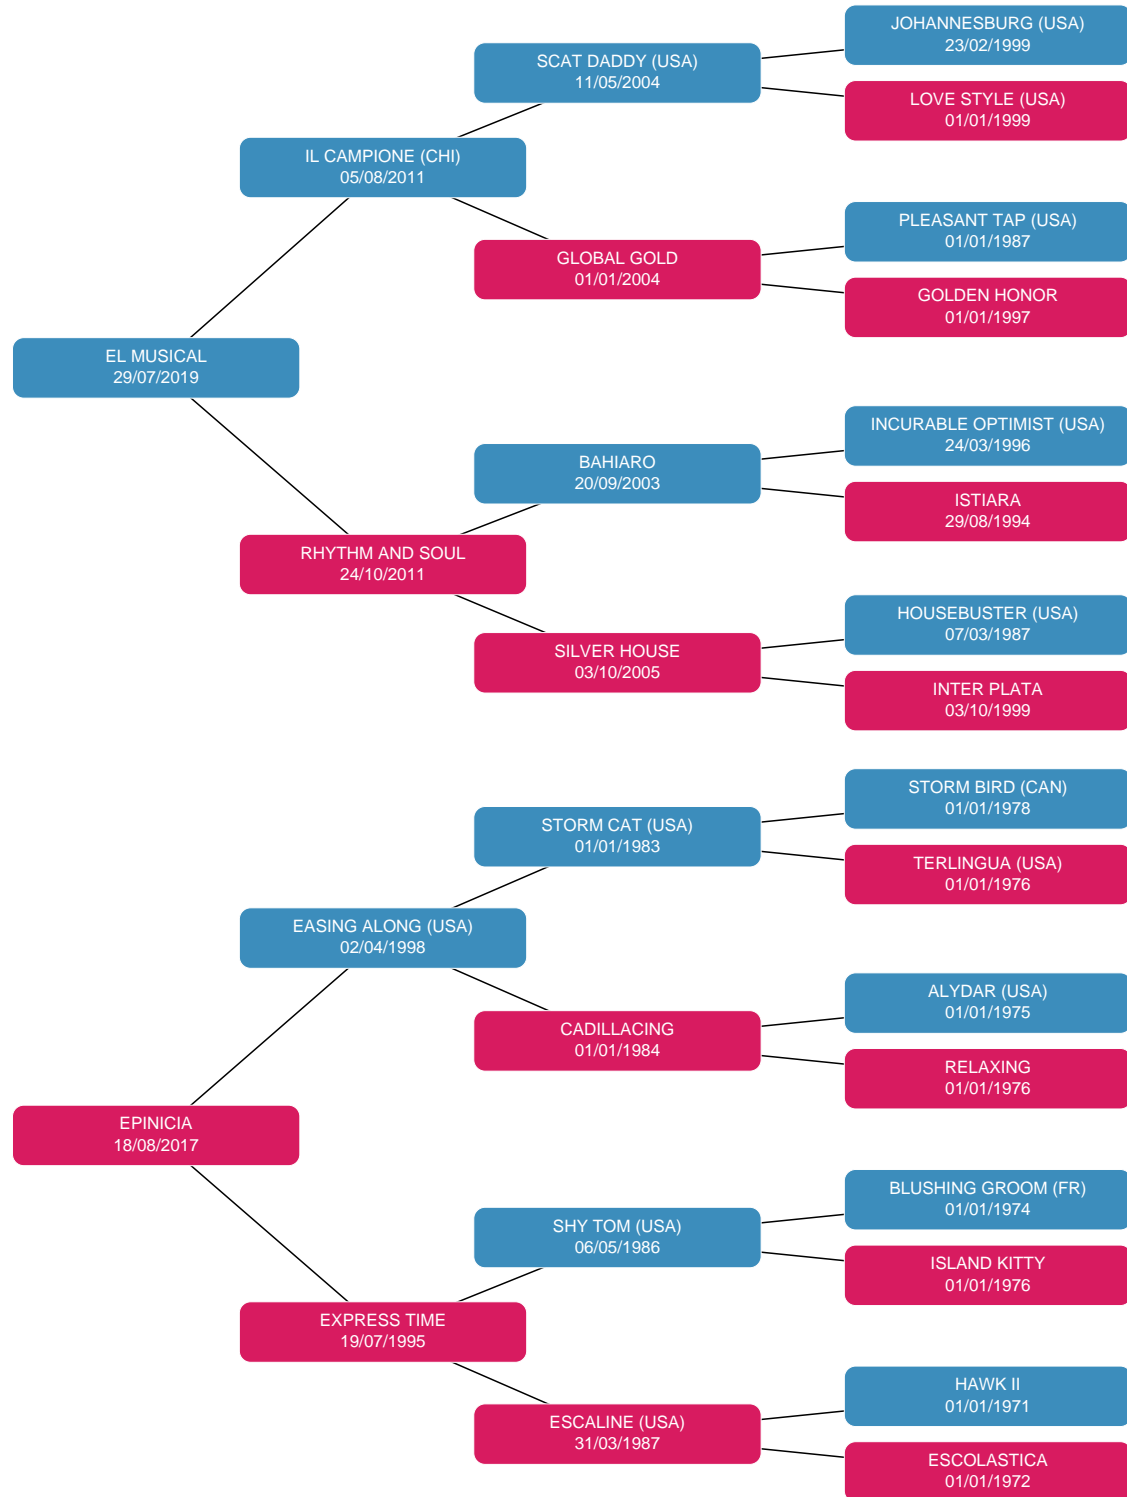 JOHANNESBURG (USA)
23/02/1999
SCAT DADDY (USA)
11/05/2004
LOVE STYLE (USA)
01/01/1999
IL CAMPIONE (CHI)
05/08/2011
PLEASANT TAP (USA)
01/01/1987
GLOBAL GOLD
01/01/2004
GOLDEN HONOR
01/01/1997
EL MUSICAL
29/07/2019
INCURABLE OPTIMIST (USA)
24/03/1996
BAHIARO
20/09/2003
ISTIARA
29/08/1994
RHYTHM AND SOUL
24/10/2011
HOUSEBUSTER (USA)
07/03/1987
SILVER HOUSE
03/10/2005
INTER PLATA
03/10/1999
STORM BIRD (CAN)
01/01/1978
STORM CAT (USA)
01/01/1983
TERLINGUA (USA)
01/01/1976
EASING ALONG (USA)
02/04/1998
ALYDAR (USA)
01/01/1975
CADILLACING
01/01/1984
RELAXING
01/01/1976
EPINICIA
18/08/2017
BLUSHING GROOM (FR)
01/01/1974
SHY TOM (USA)
06/05/1986
ISLAND KITTY
01/01/1976
EXPRESS TIME
19/07/1995
HAWK II
01/01/1971
ESCALINE (USA)
31/03/1987
ESCOLASTICA
01/01/1972